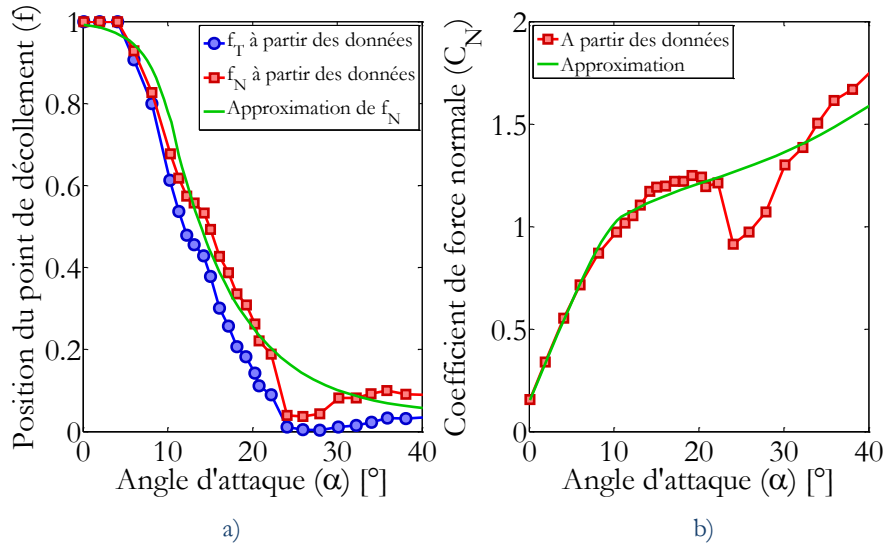 a)
Position du point de décollement (f)
1
0.8
0.6
0.4
0.2
0
0 10 20 30 40
Angle d'attaque (α) [°]
f_T à partir des données
f_N à partir des données
Approximation de f_N
a)
b)
Coefficient de force normale (C_N)
2
1.5
1
0.5
0
0 10 20 30 40
Angle d'attaque (α) [°]
A partir des données
Approximation
b)